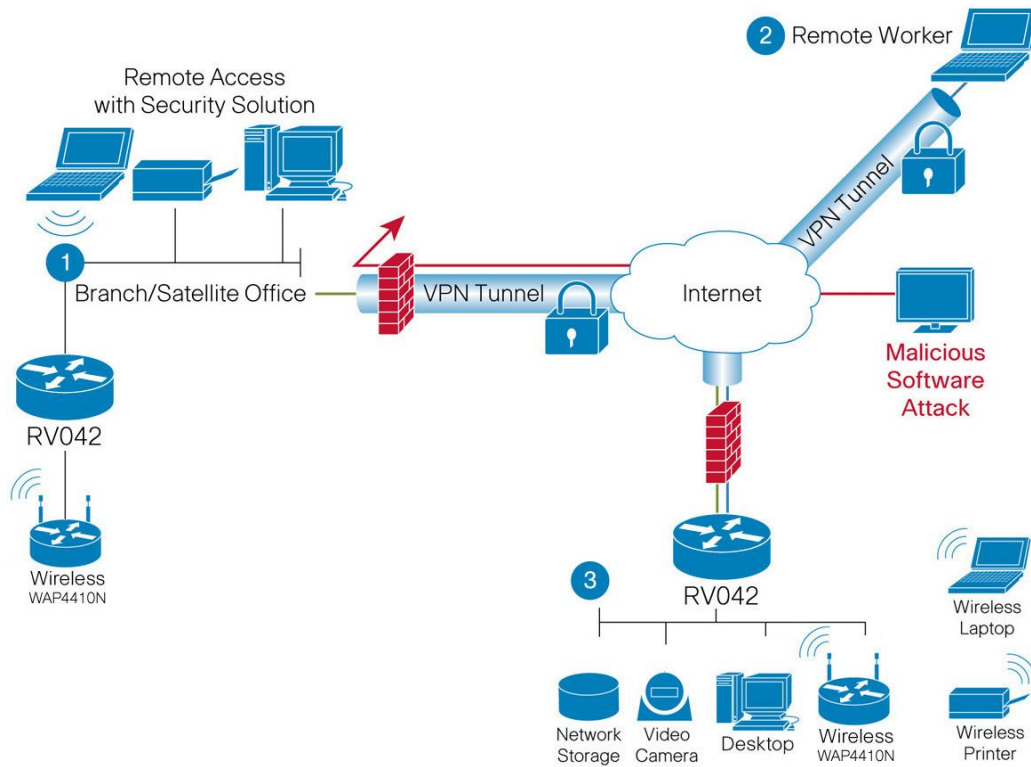 2 Remote Worker
Remote Access
with Security Solution
VPN Tunnel
1
Branch/Satellite Office
VPN Tunnel
Internet
Malicious
Software
Attack
RV042
Wireless
WAP4410N
3
RV042
Wireless
Laptop
Network
Storage
Video
Camera
Desktop
Wireless
WAP4410N
Wireless
Printer